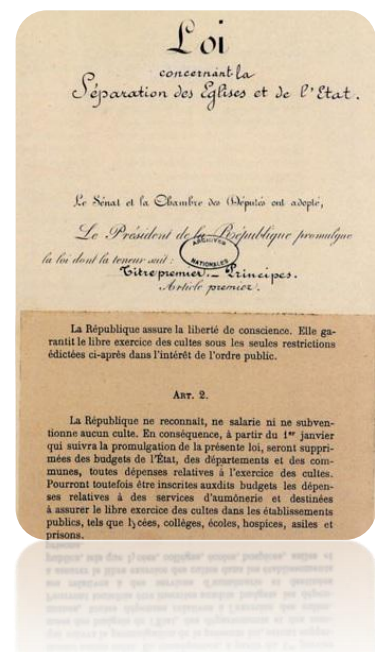 Loi
concernant la
Séparation des Eglises et de l'Etat.
Le Sénat et la Chambre des Députés ont adopté,
Le Président de la République promulgue
la loi dont la teneur suit :
ARCHIVES
NATIONALES
Titre premier. _ Principes.
Article premier.
La République assure la liberté de conscience. Elle ga-
rantit le libre exercice des cultes sous les seules restrictions
édictées ci-après dans l'intérêt de l'ordre public.
ART. 2.
La République ne reconnaît, ne salarie ni ne subven-
tionne aucun culte. En conséquence, à partir du 1er janvier
qui suivra la promulgation de la présente loi, seront suppri-
mées des budgets de l'État, des départements et des com-
munes, toutes dépenses relatives à l'exercice des cultes.
Pourront toutefois être inscrites auxdits budgets les dépen-
ses relatives à des services d'aumônerie et destinées
à assurer le libre exercice des cultes dans les établissements
publics, tels que lycées, collèges, écoles, hospices, asiles et
prisons.